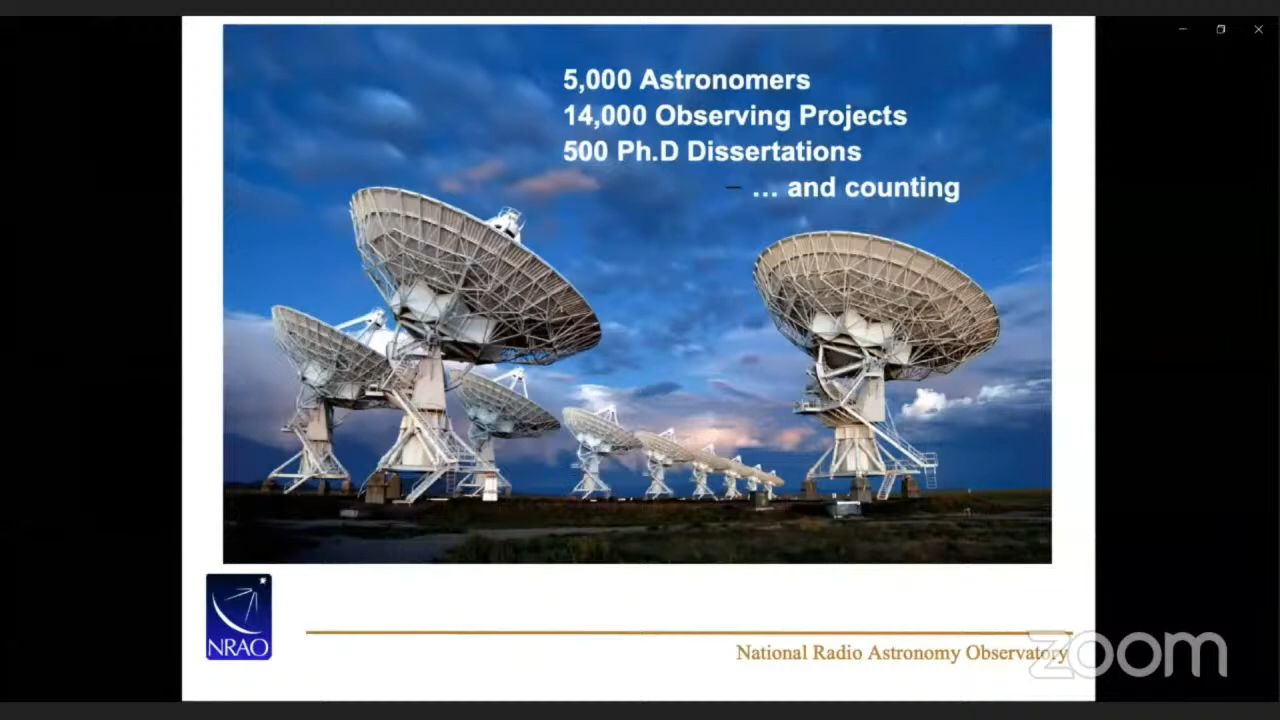 5,000 Astronomers
14,000 Observing Projects
500 Ph.D Dissertations
– … and counting
NRAO
National Radio Astronomy Observatory
zoom